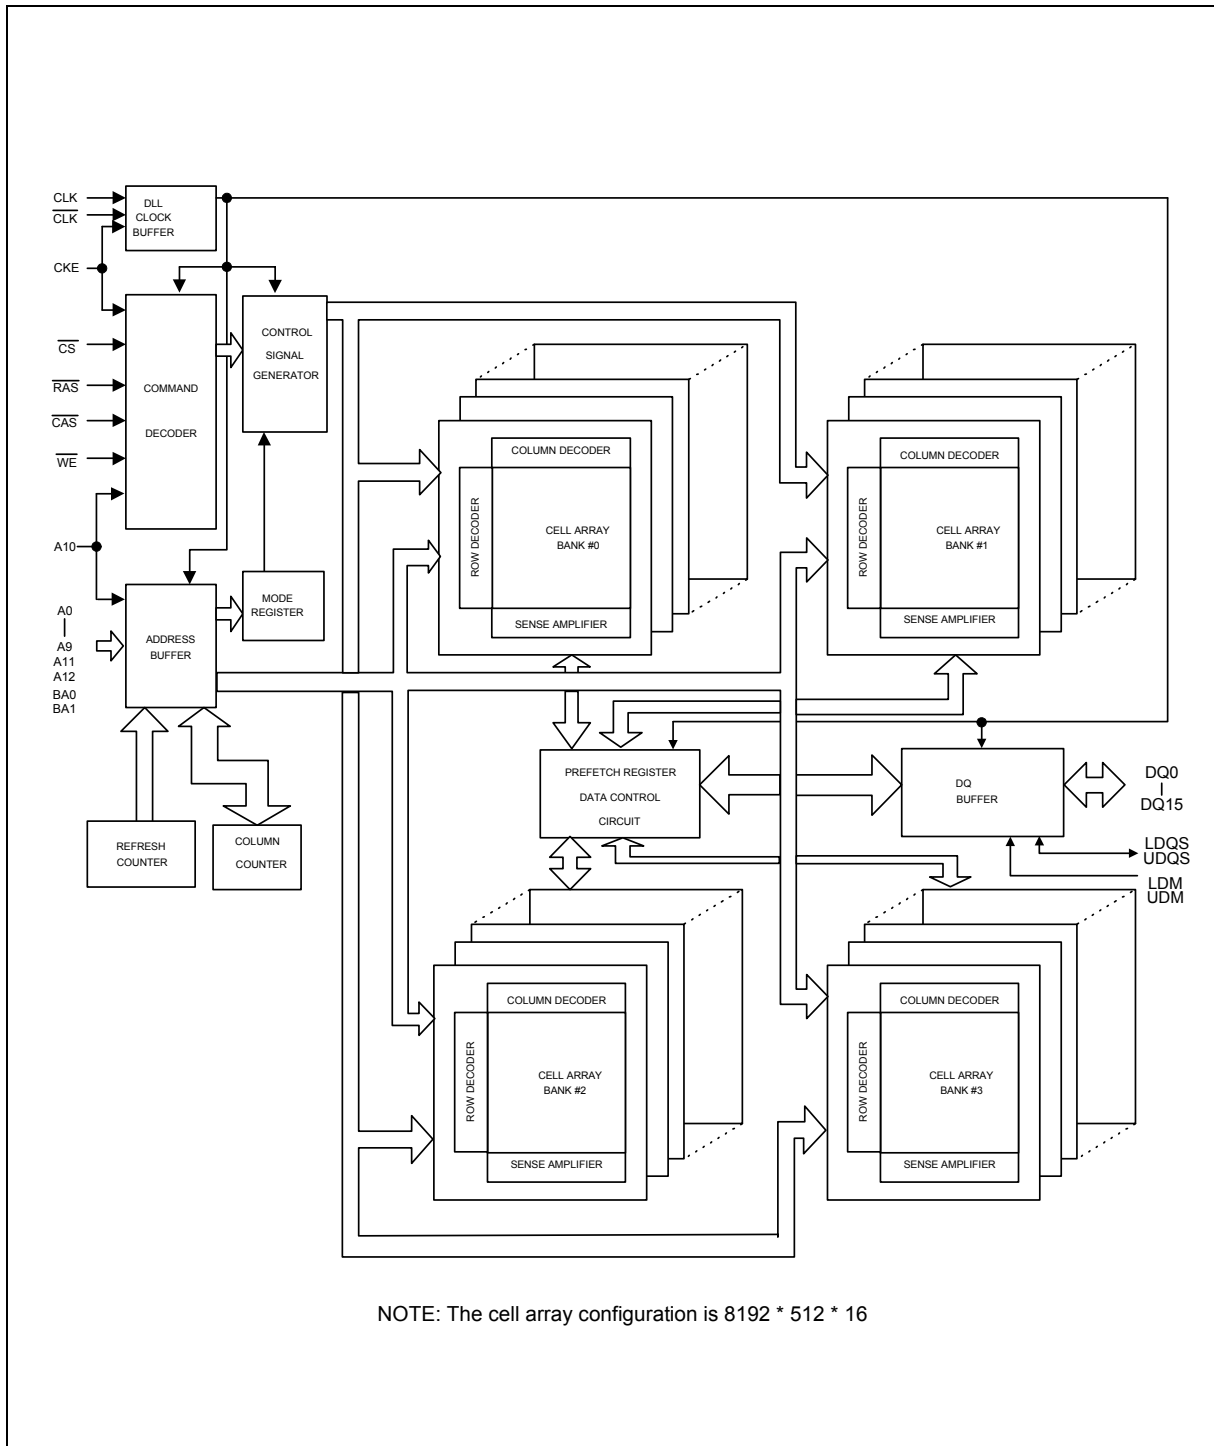 CLK
CLK
CKE
CS
RAS
CAS
WE
A10
A0
A9
A11
A12
BA0
BA1
DLL
CLOCK
BUFFER
COMMAND
DECODER
CONTROL
SIGNAL
GENERATOR
MODE
REGISTER
ADDRESS
BUFFER
REFRESH
COUNTER
COLUMN
COUNTER
COLUMN DECODER
ROW DECODER
CELL ARRAY
BANK #0
SENSE AMPLIFIER
COLUMN DECODER
ROW DECODER
CELL ARRAY
BANK #1
SENSE AMPLIFIER
PREFETCH REGISTER
DATA CONTROL
CIRCUIT
DQ
BUFFER
DQ0
DQ15
LDQS
UDQS
LDM
UDM
COLUMN DECODER
ROW DECODER
CELL ARRAY
BANK #2
SENSE AMPLIFIER
COLUMN DECODER
ROW DECODER
CELL ARRAY
BANK #3
SENSE AMPLIFIER
NOTE: The cell array configuration is 8192 * 512 * 16